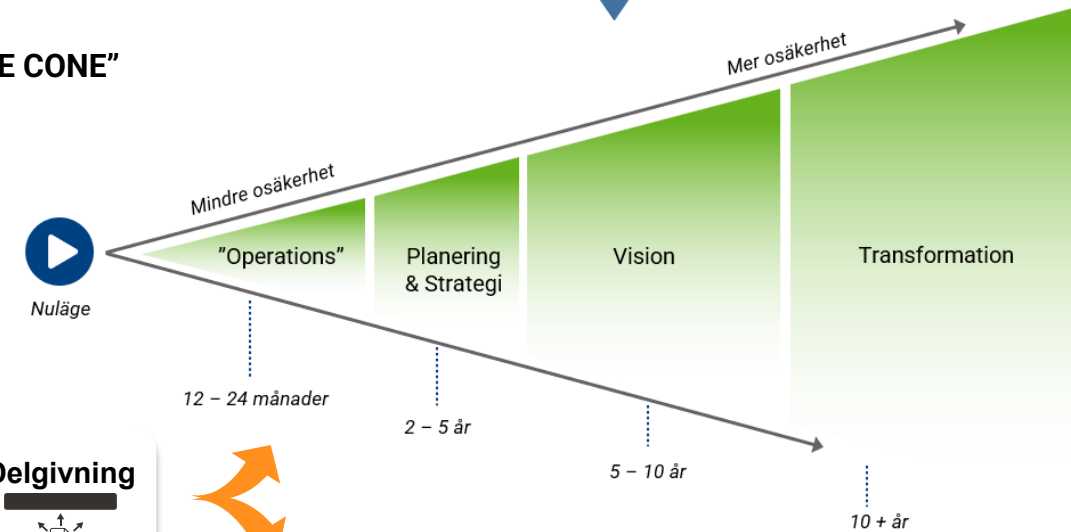 E CONE”
Mer osäkerhet
Mindre osäkerhet
”Operations”
Planering
& Strategi
Vision
Transformation
Nuläge
12 – 24 månader
2 – 5 år
5 – 10 år
10 + år
Delgivning